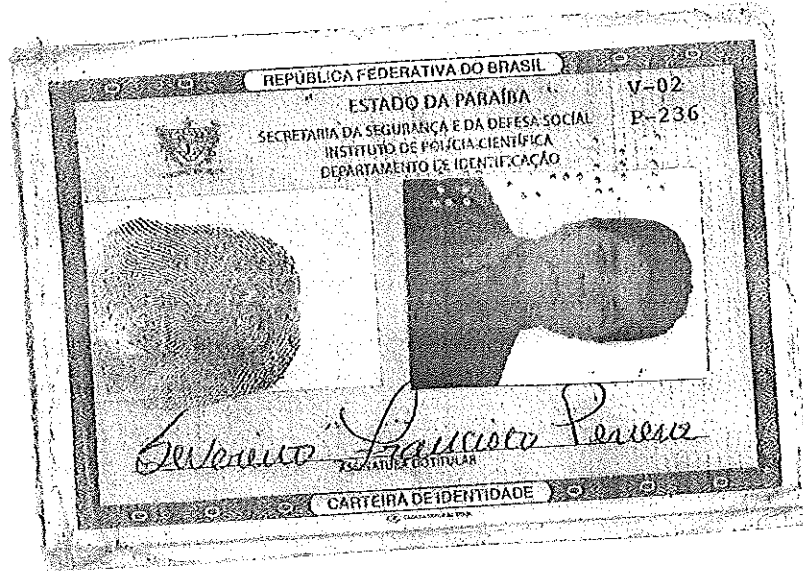 REPÚBLICA FEDERATIVA DO BRASIL
ESTADO DA PARAÍBA
V-02
SECRETARIA DA SEGURANÇA E DA DEFESA SOCIAL
P-236
INSTITUTO DE POLÍCIA CIENTÍFICA
DEPARTAMENTO DE IDENTIFICAÇÃO
Severino Francisco Pereira
ASSINATURA DO TITULAR
CARTEIRA DE IDENTIDADE